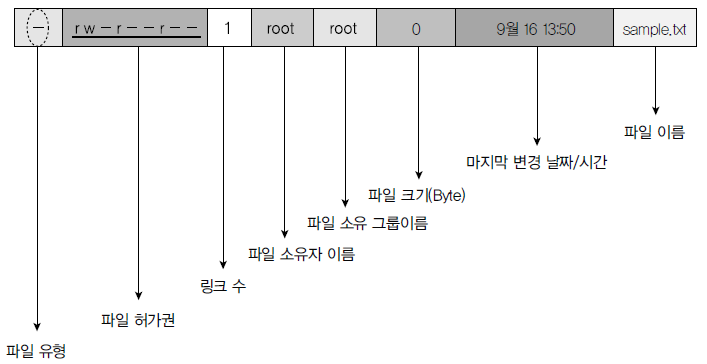 - rw-r--r-- 1 root root 0 9월 16 13:50 sample.txt
파일 이름
마지막 변경 날짜/시간
파일 크기(Byte)
파일 소유 그룹이름
파일 소유자 이름
링크 수
파일 허가권
파일 유형